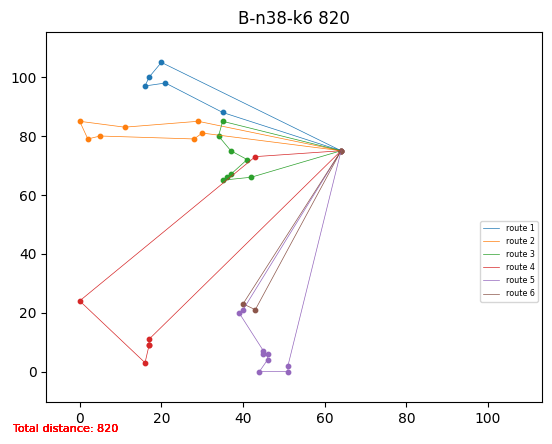 B-n38-k6 820
100
80
60
40
20
0
0 20 40 60 80 100
route 1
route 2
route 3
route 4
route 5
route 6
Total distance: 820